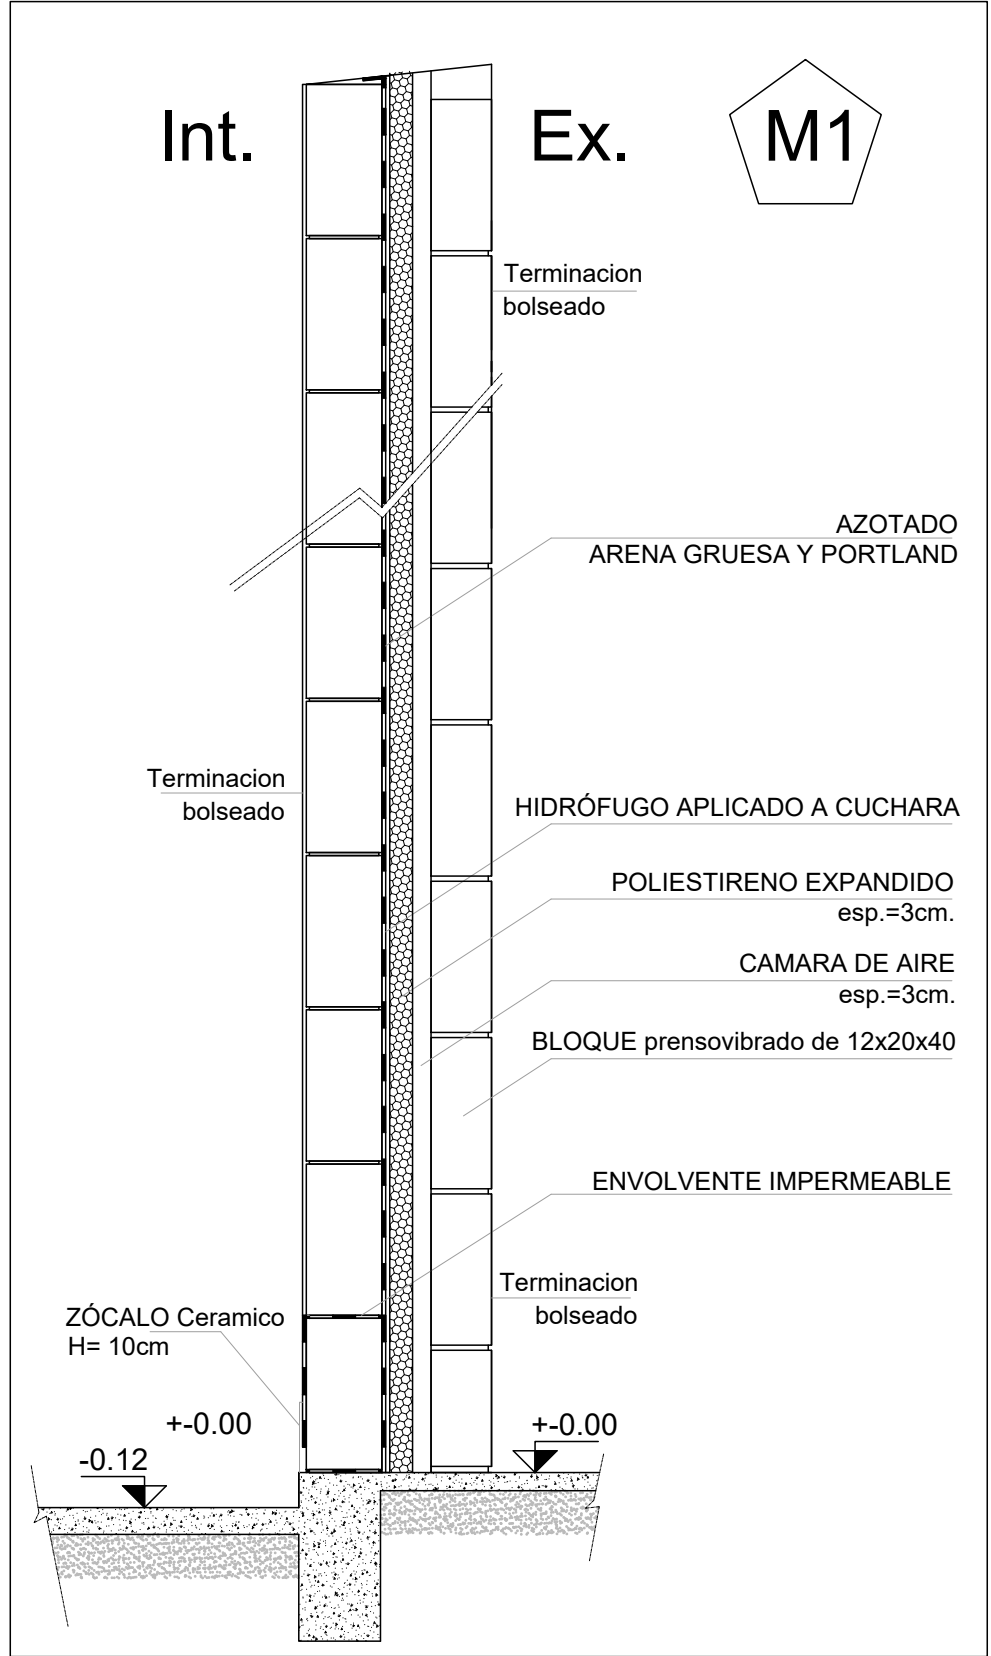 Int.
Ex.
M1
Terminacion
bolseado
AZOTADO
ARENA GRUESA Y PORTLAND
Terminacion
bolseado
HIDRÓFUGO APLICADO A CUCHARA
POLIESTIRENO EXPANDIDO
esp.=3cm.
CAMARA DE AIRE
esp.=3cm.
BLOQUE prensovibrado de 12x20x40
ENVOLVENTE IMPERMEABLE
Terminacion
bolseado
ZÓCALO Ceramico
H= 10cm
+-0.00
+-0.00
-0.12